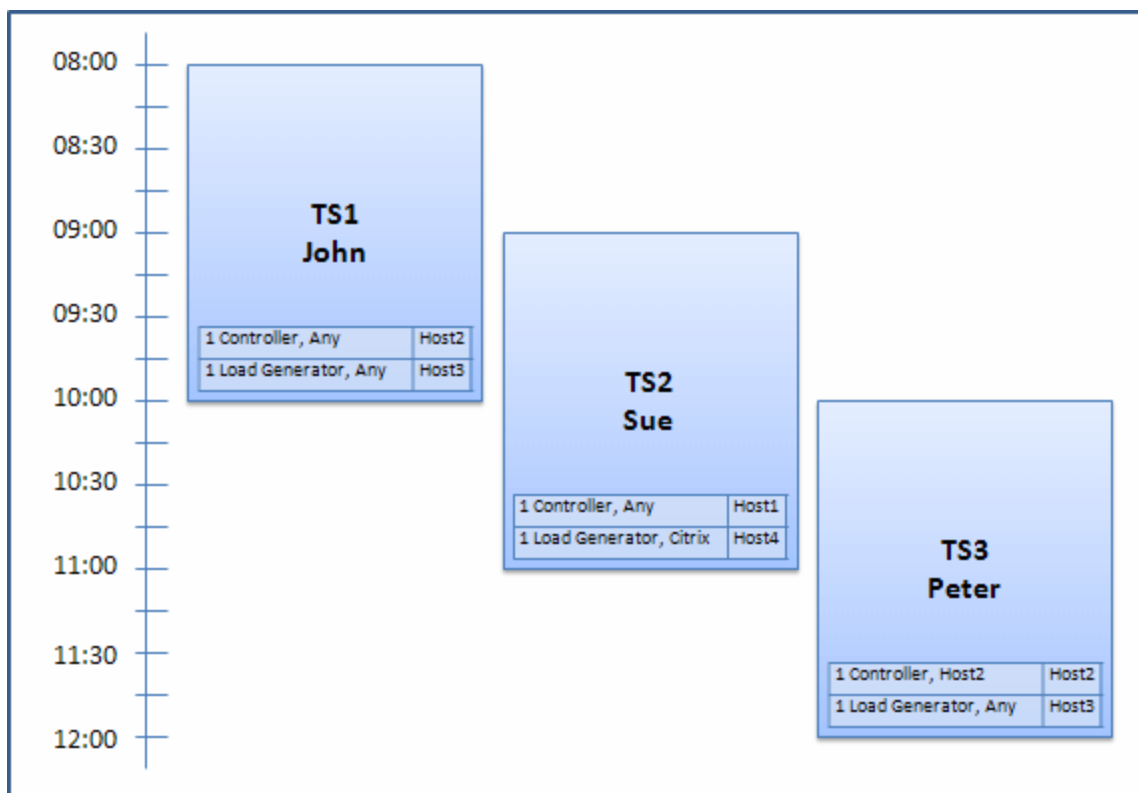 08:00
08:30
09:00
09:30
10:00
10:30
11:00
11:30
12:00
TS1
John
1 Controller, Any Host2
1 Load Generator, Any Host3
TS2
Sue
1 Controller, Any Host1
1 Load Generator, Citrix Host4
TS3
Peter
1 Controller, Host2 Host2
1 Load Generator, Any Host3